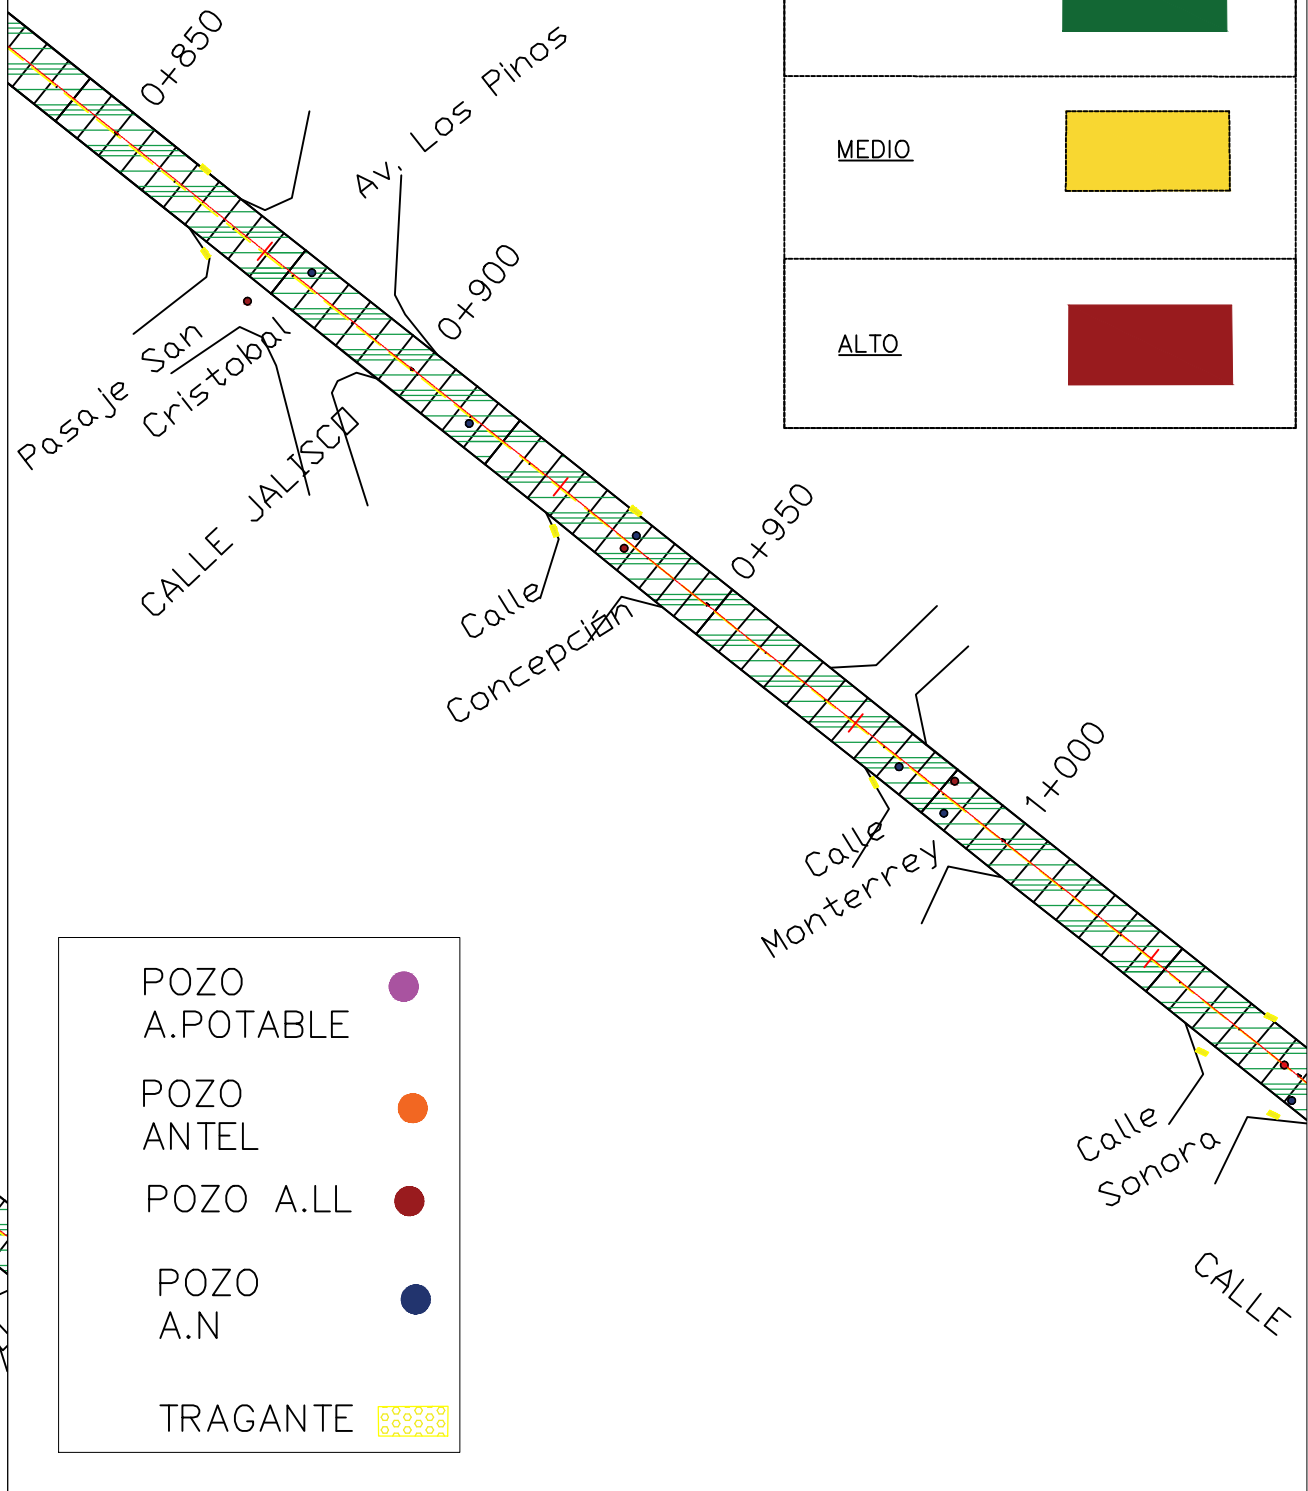 0+850
Av. Los Pinos
MEDIO
0+900
ALTO
Pasaje San
Cristobal
CALLE JALISCO
0+950
Calle
Concepción
1+000
Calle
Monterrey
POZO
A.POTABLE
POZO
ANTEL
POZO A.LL
POZO
A.N
TRAGANTE
Calle
Sonora
CALLE